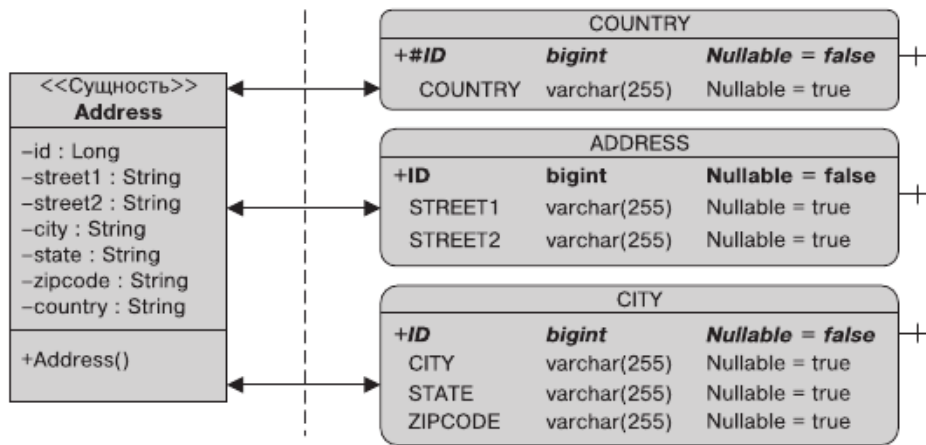 <<Сущность>>
Address
–id : Long
–street1 : String
–street2 : String
–city : String
–state : String
–zipcode : String
–country : String
+Address()
COUNTRY
+#ID bigint Nullable = false
COUNTRY varchar(255) Nullable = true
ADDRESS
+ID bigint Nullable = false
STREET1 varchar(255) Nullable = true
STREET2 varchar(255) Nullable = true
CITY
+ID bigint Nullable = false
CITY varchar(255) Nullable = true
STATE varchar(255) Nullable = true
ZIPCODE varchar(255) Nullable = true